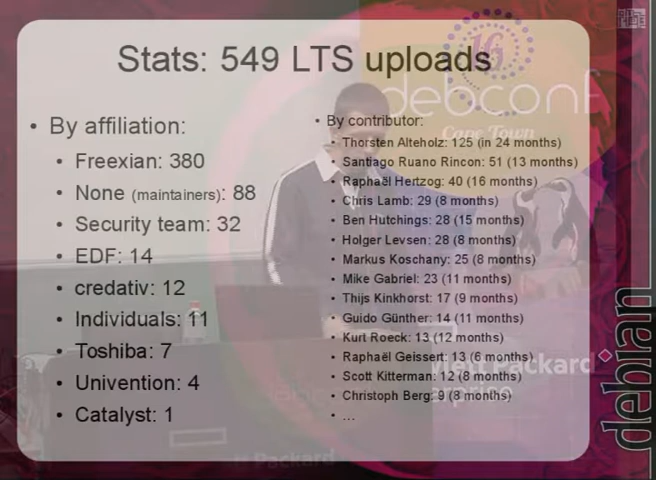 Stats: 549 LTS uploads
• By affiliation:
• Freexian: 380
• None (maintainers): 88
• Security team: 32
• EDF: 14
• credativ: 12
• Individuals: 11
• Toshiba: 7
• Univention: 4
• Catalyst: 1
• By contributor:
• Thorsten Alteholz: 125 (in 24 months)
• Santiago Ruano Rincon: 51 (13 months)
• Raphaël Hertzog: 40 (16 months)
• Chris Lamb: 29 (8 months)
• Ben Hutchings: 28 (15 months)
• Holger Levsen: 28 (8 months)
• Markus Koschany: 25 (8 months)
• Mike Gabriel: 23 (11 months)
• Thijs Kinkhorst: 17 (9 months)
• Guido Günther: 14 (11 months)
• Kurt Roeck: 13 (12 months)
• Raphaël Geissert: 13 (6 months)
• Scott Kitterman: 12 (8 months)
• Christoph Berg: 9 (8 months)
• ...
16
debconf
Cape Town
Packard
Packard
debian